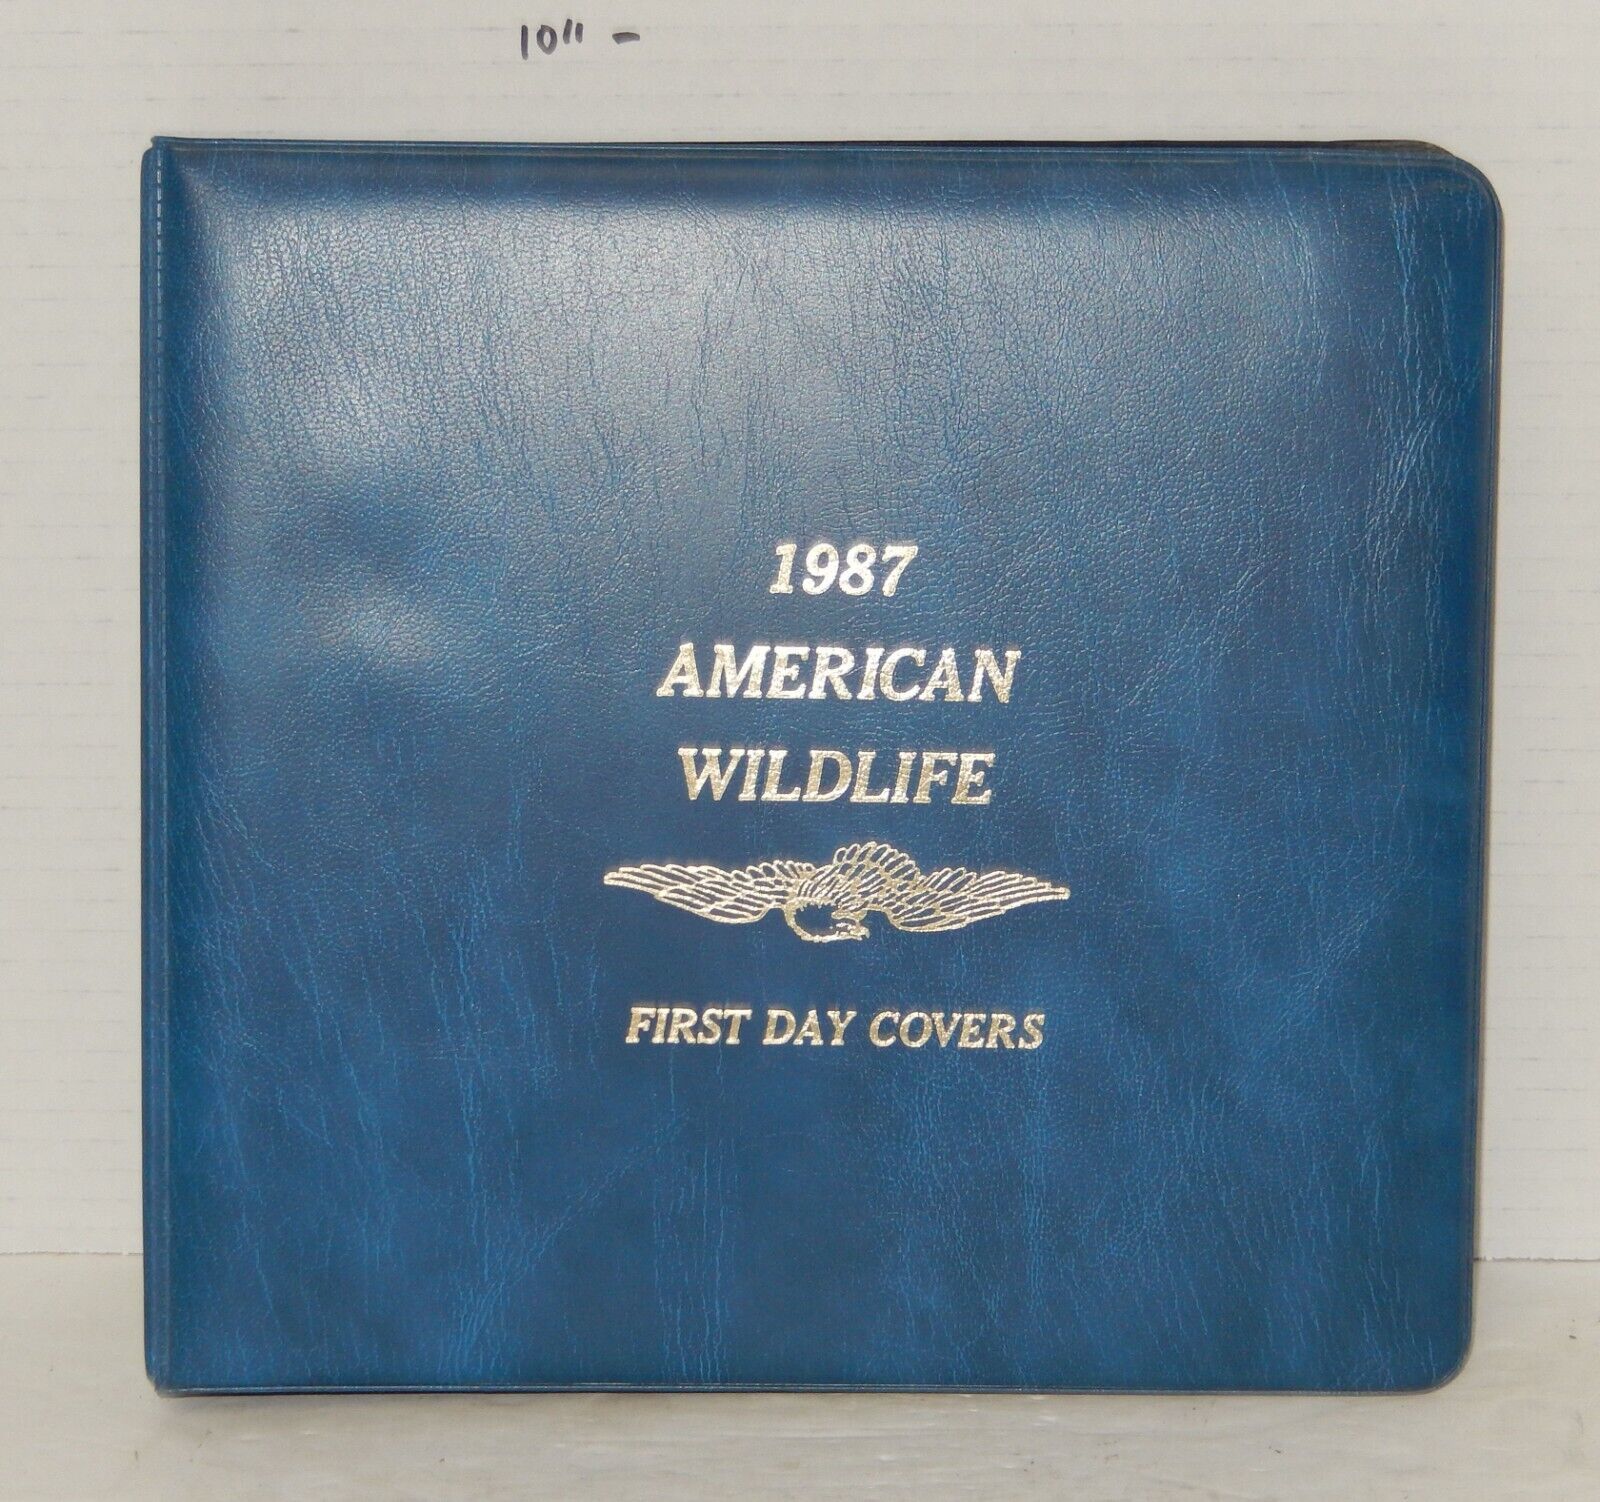 10" -
1987
AMERICAN
WILDLIFE
FIRST DAY COVERS